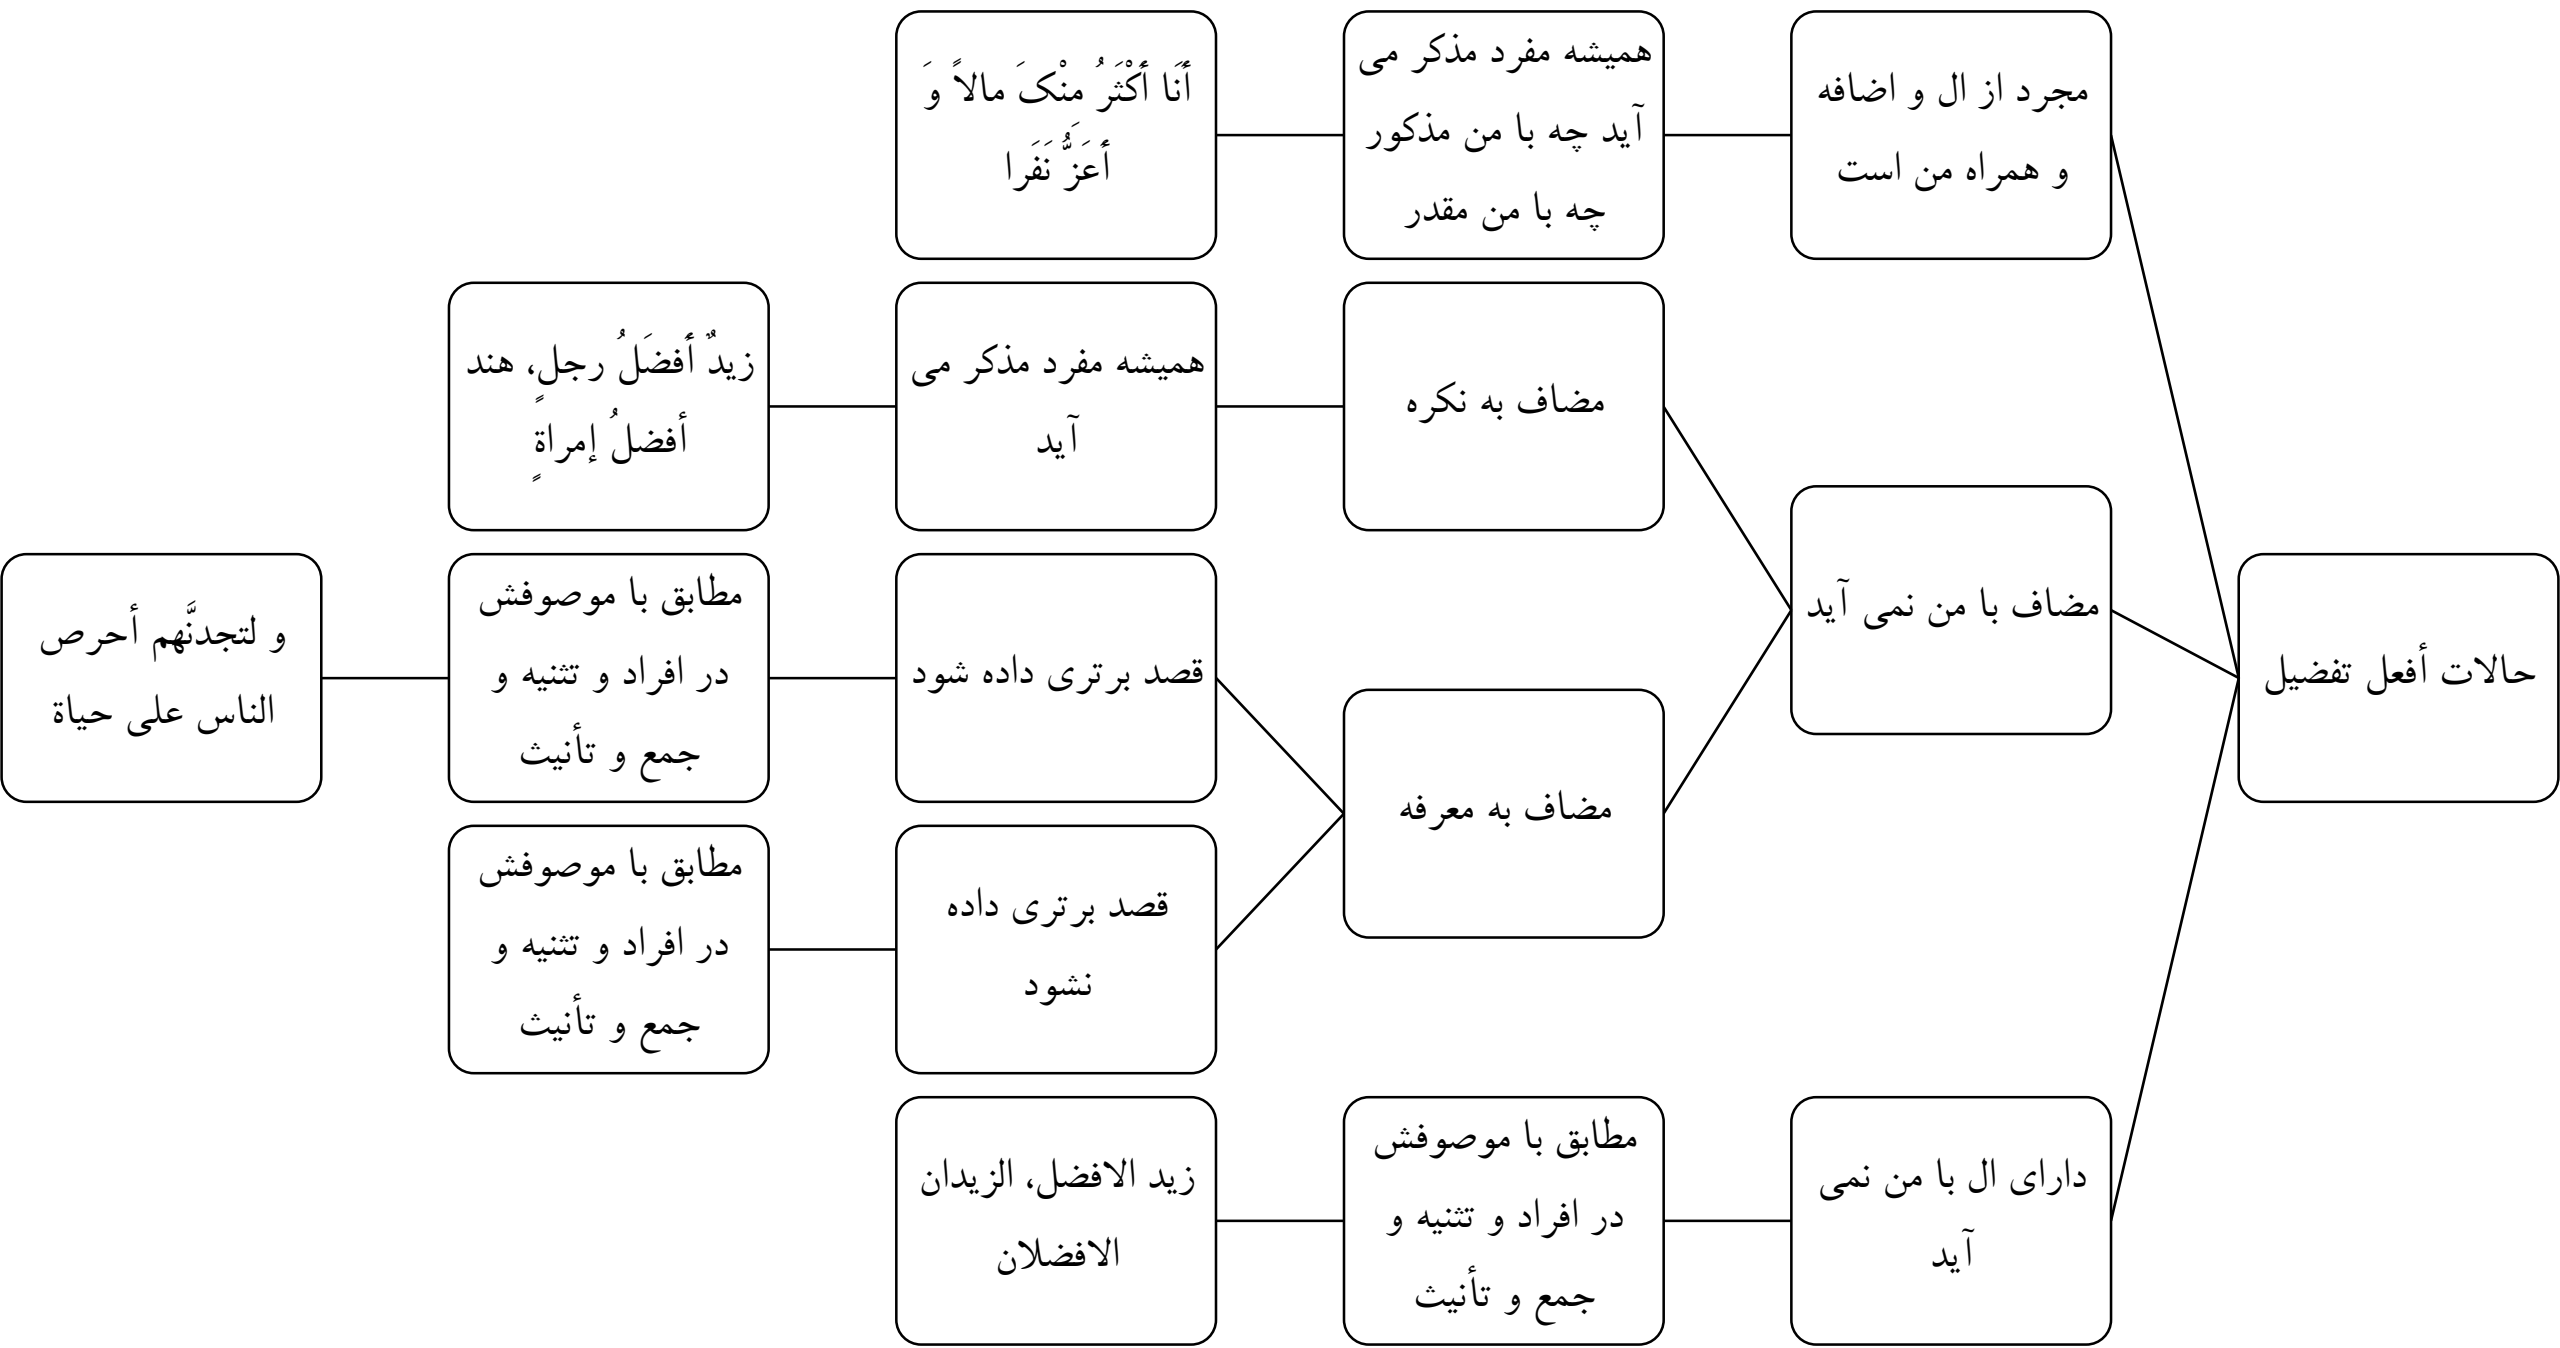 حالات أفعل تفضیل
مجرد از ال و اضافه
و همراه من است
همیشه مفرد مذکر می
آید چه با من مذکور
چه با من مقدر
أَنَا أَکْثَرُ مِنْکَ مالاً وَ
أَعَزُّ نَفَرا
مضاف با من نمی آید
مضاف به نکره
همیشه مفرد مذکر می
آید
زیدٌ أفضَلُ رجلٍ، هند
أفضلُ إمراةٍ
مضاف به معرفه
قصد برتری داده شود
مطابق با موصوفش
در افراد و تثنیه و
جمع و تأنیث
و لتجدنَّهم أحرص
الناس علی حیاة
قصد برتری داده
نشود
مطابق با موصوفش
در افراد و تثنیه و
جمع و تأنیث
دارای ال با من نمی
آید
مطابق با موصوفش
در افراد و تثنیه و
جمع و تأنیث
زید الافضل، الزیدان
الافضلان